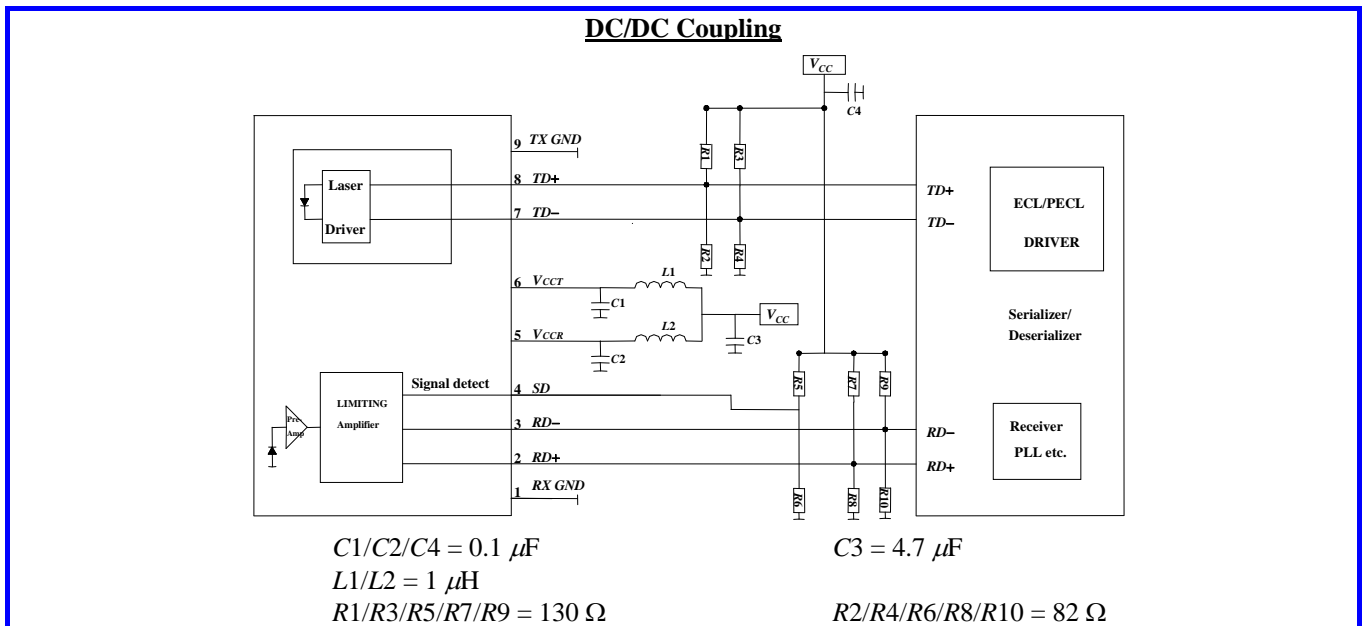 DC/DC Coupling
VCC
C4
9 TX GND
R1
R3
Laser
Driver
8 TD+
TD+
7 TD−
TD−
ECL/PECL
DRIVER
R2
R4
6 VCCT
L1
C1
VCC
5 VCCR
L2
C3
C2
Serializer/
Deserializer
R5
R7
R9
Signal detect
4 SD
Pre-
Amp
LIMITING
Amplifier
3 RD−
RD−
2 RD+
RD+
Receiver
PLL etc.
1 RX GND
R6
R8
R10
C1/C2/C4 = 0.1 μF
C3 = 4.7 μF
L1/L2 = 1 μH
R1/R3/R5/R7/R9 = 130 Ω
R2/R4/R6/R8/R10 = 82 Ω